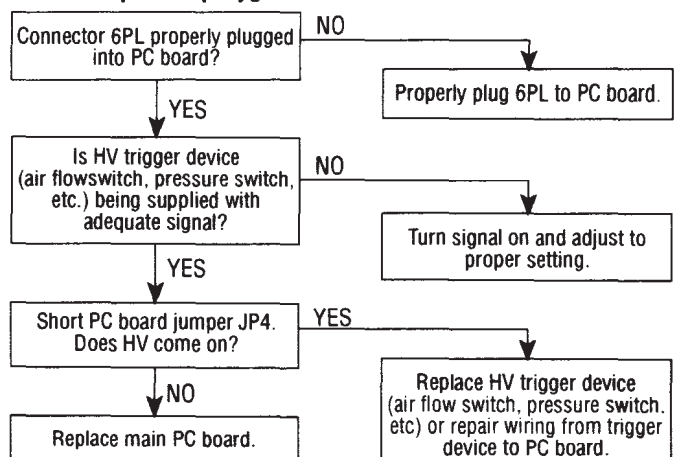 Connector 6PL properly plugged
into PC board?
NO
Properly plug 6PL to PC board.
YES
Is HV trigger device
(air flowswitch, pressure switch,
etc.) being supplied with
adequate signal?
NO
Turn signal on and adjust to
proper setting.
YES
Short PC board jumper JP4.
Does HV come on?
YES
Replace HV trigger device
(air flow switch, pressure switch.
etc) or repair wiring from trigger
device to PC board.
NO
Replace main PC board.